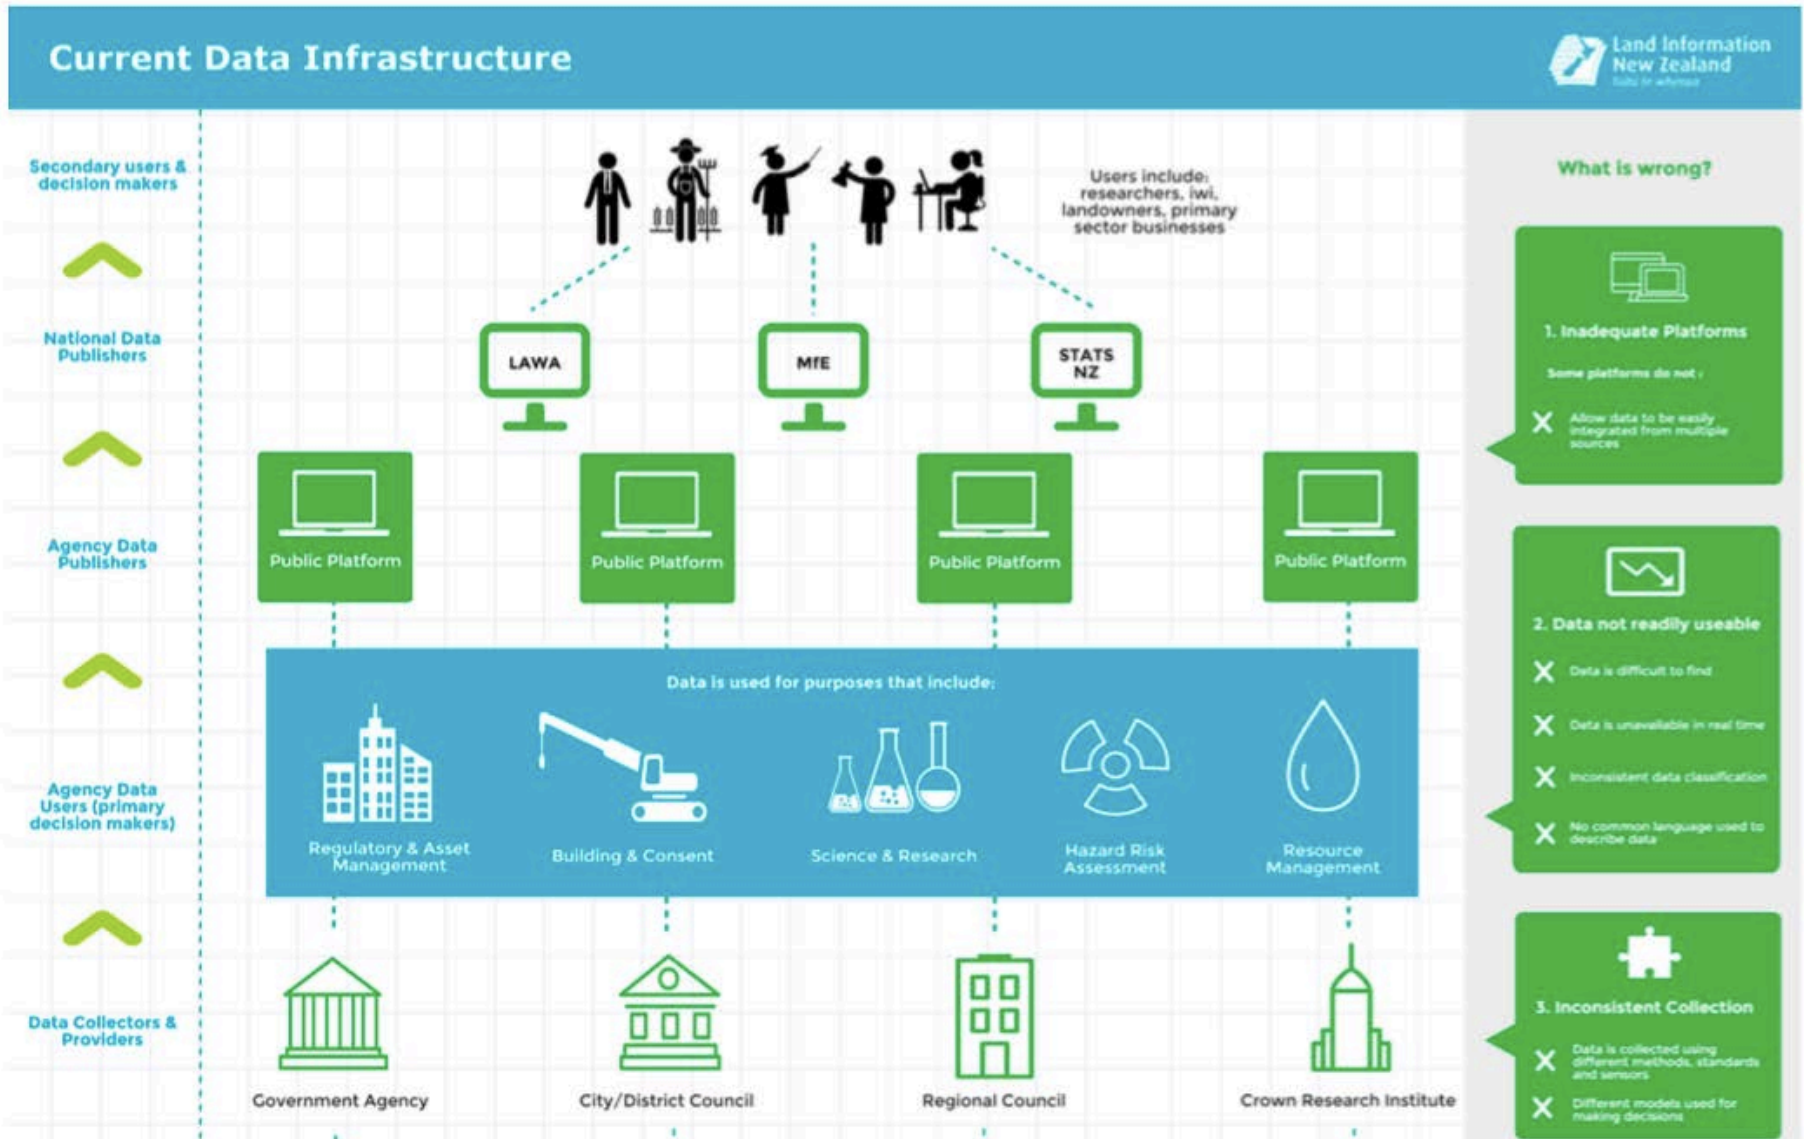 Current Data Infrastructure
Land Information
New Zealand
Secondary users &
decision makers
Users include:
researchers, iwi,
landowners, primary
sector businesses
National Data
Publishers
LAWA
MfE
STATS
NZ
Agency Data
Publishers
Public Platform
Public Platform
Public Platform
Public Platform
Agency Data
Users (primary
decision makers)
Data is used for purposes that include:
Regulatory & Asset
Management
Building & Consent
Science & Research
Hazard Risk
Assessment
Resource
Management
Data Collectors &
Providers
Government Agency
City/District Council
Regional Council
Crown Research Institute
What is wrong?
1. Inadequate Platforms
Some platforms do not :
Allow data to be easily
integrated from multiple
sources
2. Data not readily useable
Data is difficult to find
Data is unavailable in real time
Inconsistent data classification
No common language used to
describe data
3. Inconsistent Collection
Data is collected using
different methods, standards
and sensors
Different models used for
making decisions